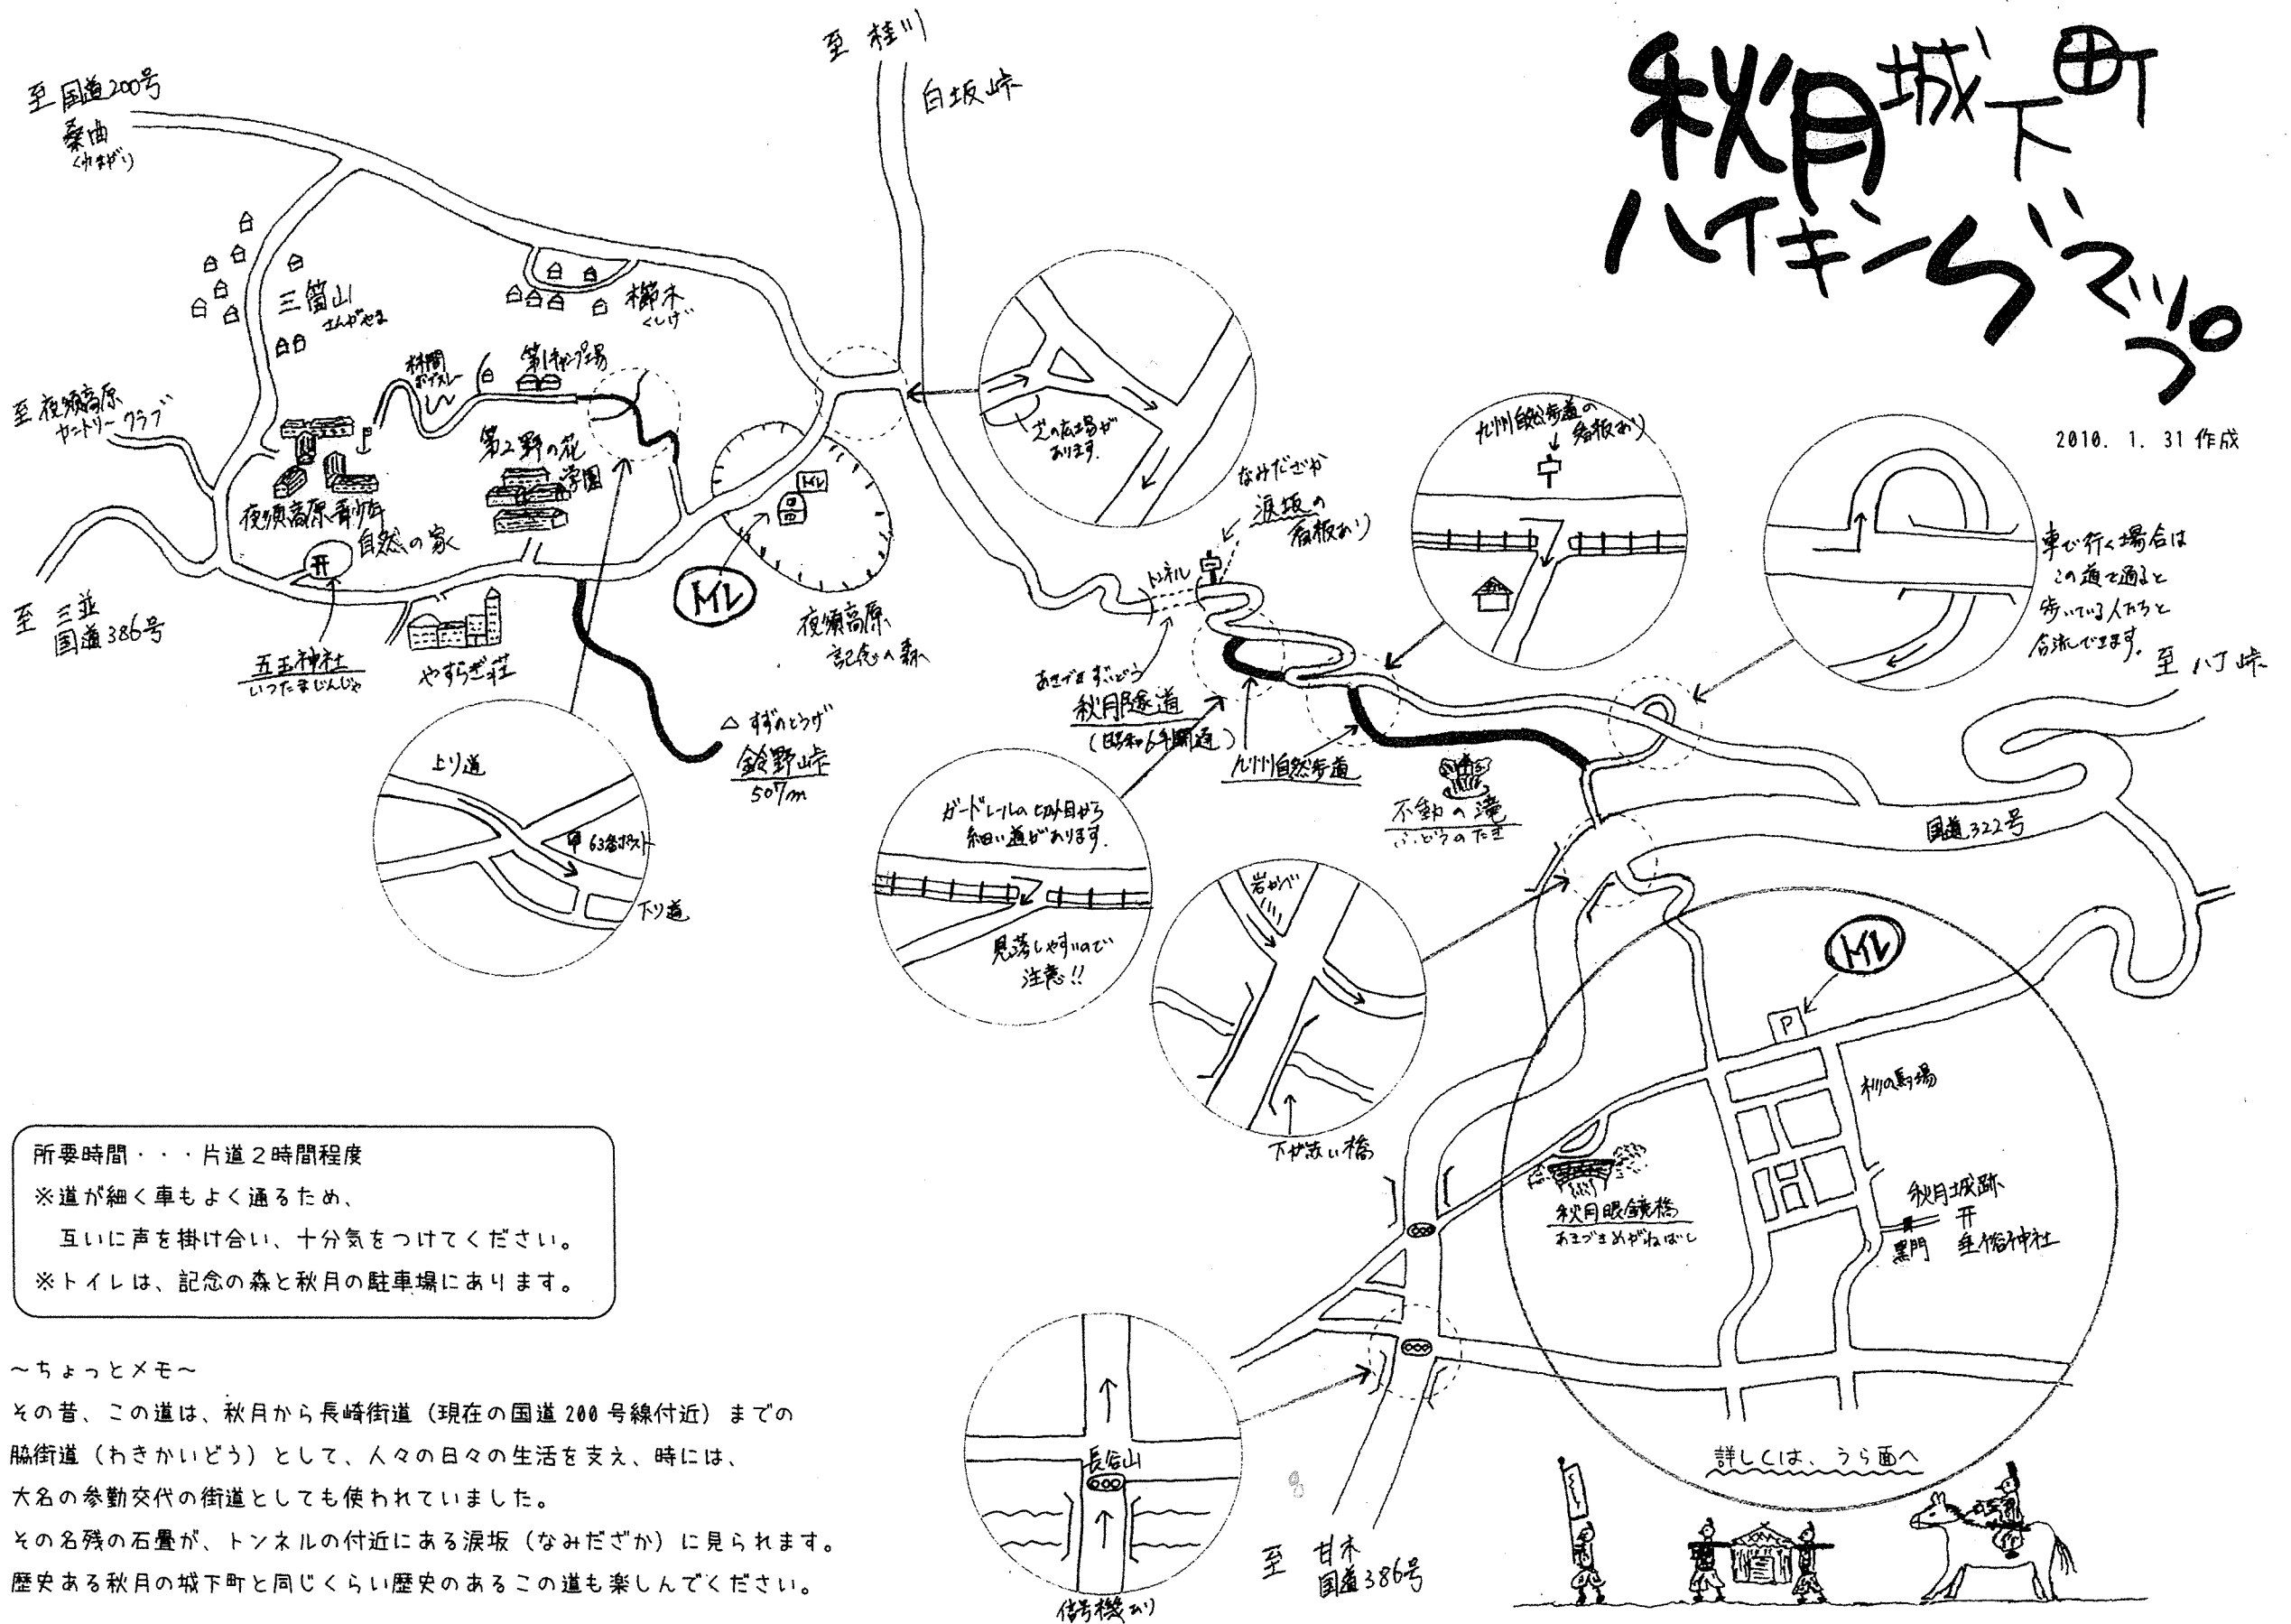 秋月城下町
ハイキングマップ
2010. 1. 31 作成
至 国道200号
桑曲
くわまがり
至 桂川
白坂峠
三箇山
さんがやま
櫛木
くしげ
林間
ボブスレー
第1キャンプ場
至 夜須高原
カントリークラブ
夜須高原青少年
自然の家
第2野の花
学園
至 三並
国道386号
五玉神社
いつたまじんじゃ
やすらぎ荘
トイレ
トイレ
夜須高原
記念の森
△ すずのとうげ
鈴野峠
507m
上り道
63番ポスト
下り道
芝の広場が
あります。
なみだざか
涙坂の
看板あり
トンネル
あきづきずいどう
秋月隧道
(昭和6年開通)
九州自然歩道
九州自然歩道の
看板あり
車で行く場合は
この道で通ると
歩いている人たちと
合流できます。
至 八丁峠
ガードレールの切れ目から
細い道があります。
見落しやすいので
注意!!
不動の滝
ふどうのたき
国道322号
岩かべ
下が赤い橋
トイレ
P
杉の馬場
秋月眼鏡橋
あきづきめがねばし
秋月城跡
黒門
垂裕神社
詳しくは、うら面へ
長谷山
信号機あり
至 甘木
国道386号
所要時間・・・片道2時間程度
※道が細く車もよく通るため、
互いに声を掛け合い、十分気をつけてください。
※トイレは、記念の森と秋月の駐車場にあります。
～ちょっとメモ～
その昔、この道は、秋月から長崎街道（現在の国道200号線付近）までの
脇街道（わきかいどう）として、人々の日々の生活を支え、時には、
大名の参勤交代の街道としても使われていました。
その名残の石畳が、トンネルの付近にある涙坂（なみだざか）に見られます。
歴史ある秋月の城下町と同じくらい歴史のあるこの道も楽しんでください。